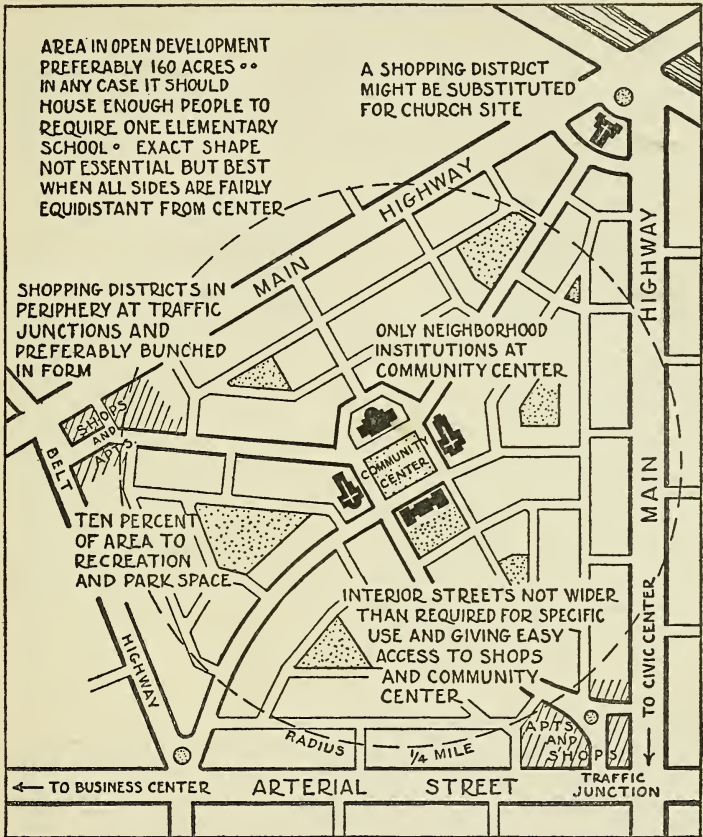 AREA IN OPEN DEVELOPMENT
PREFERABLY 160 ACRES ••
IN ANY CASE IT SHOULD
HOUSE ENOUGH PEOPLE TO
REQUIRE ONE ELEMENTARY
SCHOOL • EXACT SHAPE
NOT ESSENTIAL BUT BEST
WHEN ALL SIDES ARE FAIRLY
EQUIDISTANT FROM CENTER
A SHOPPING DISTRICT
MIGHT BE SUBSTITUTED
FOR CHURCH SITE
MAIN HIGHWAY
SHOPPING DISTRICTS IN
PERIPHERY AT TRAFFIC
JUNCTIONS AND
PREFERABLY BUNCHED
IN FORM
ONLY NEIGHBORHOOD
INSTITUTIONS AT
COMMUNITY CENTER
HIGHWAY
MAIN
SHOPS
AND
APTS
COMMUNITY
CENTER
BELT
HIGHWAY
TEN PERCENT
OF AREA TO
RECREATION
AND PARK SPACE
INTERIOR STREETS NOT WIDER
THAN REQUIRED FOR SPECIFIC
USE AND GIVING EASY
ACCESS TO SHOPS
AND COMMUNITY
CENTER
TO CIVIC CENTER
APTS
AND
SHOPS
RADIUS 1/4 MILE
← TO BUSINESS CENTER
ARTERIAL STREET
TRAFFIC
JUNCTION